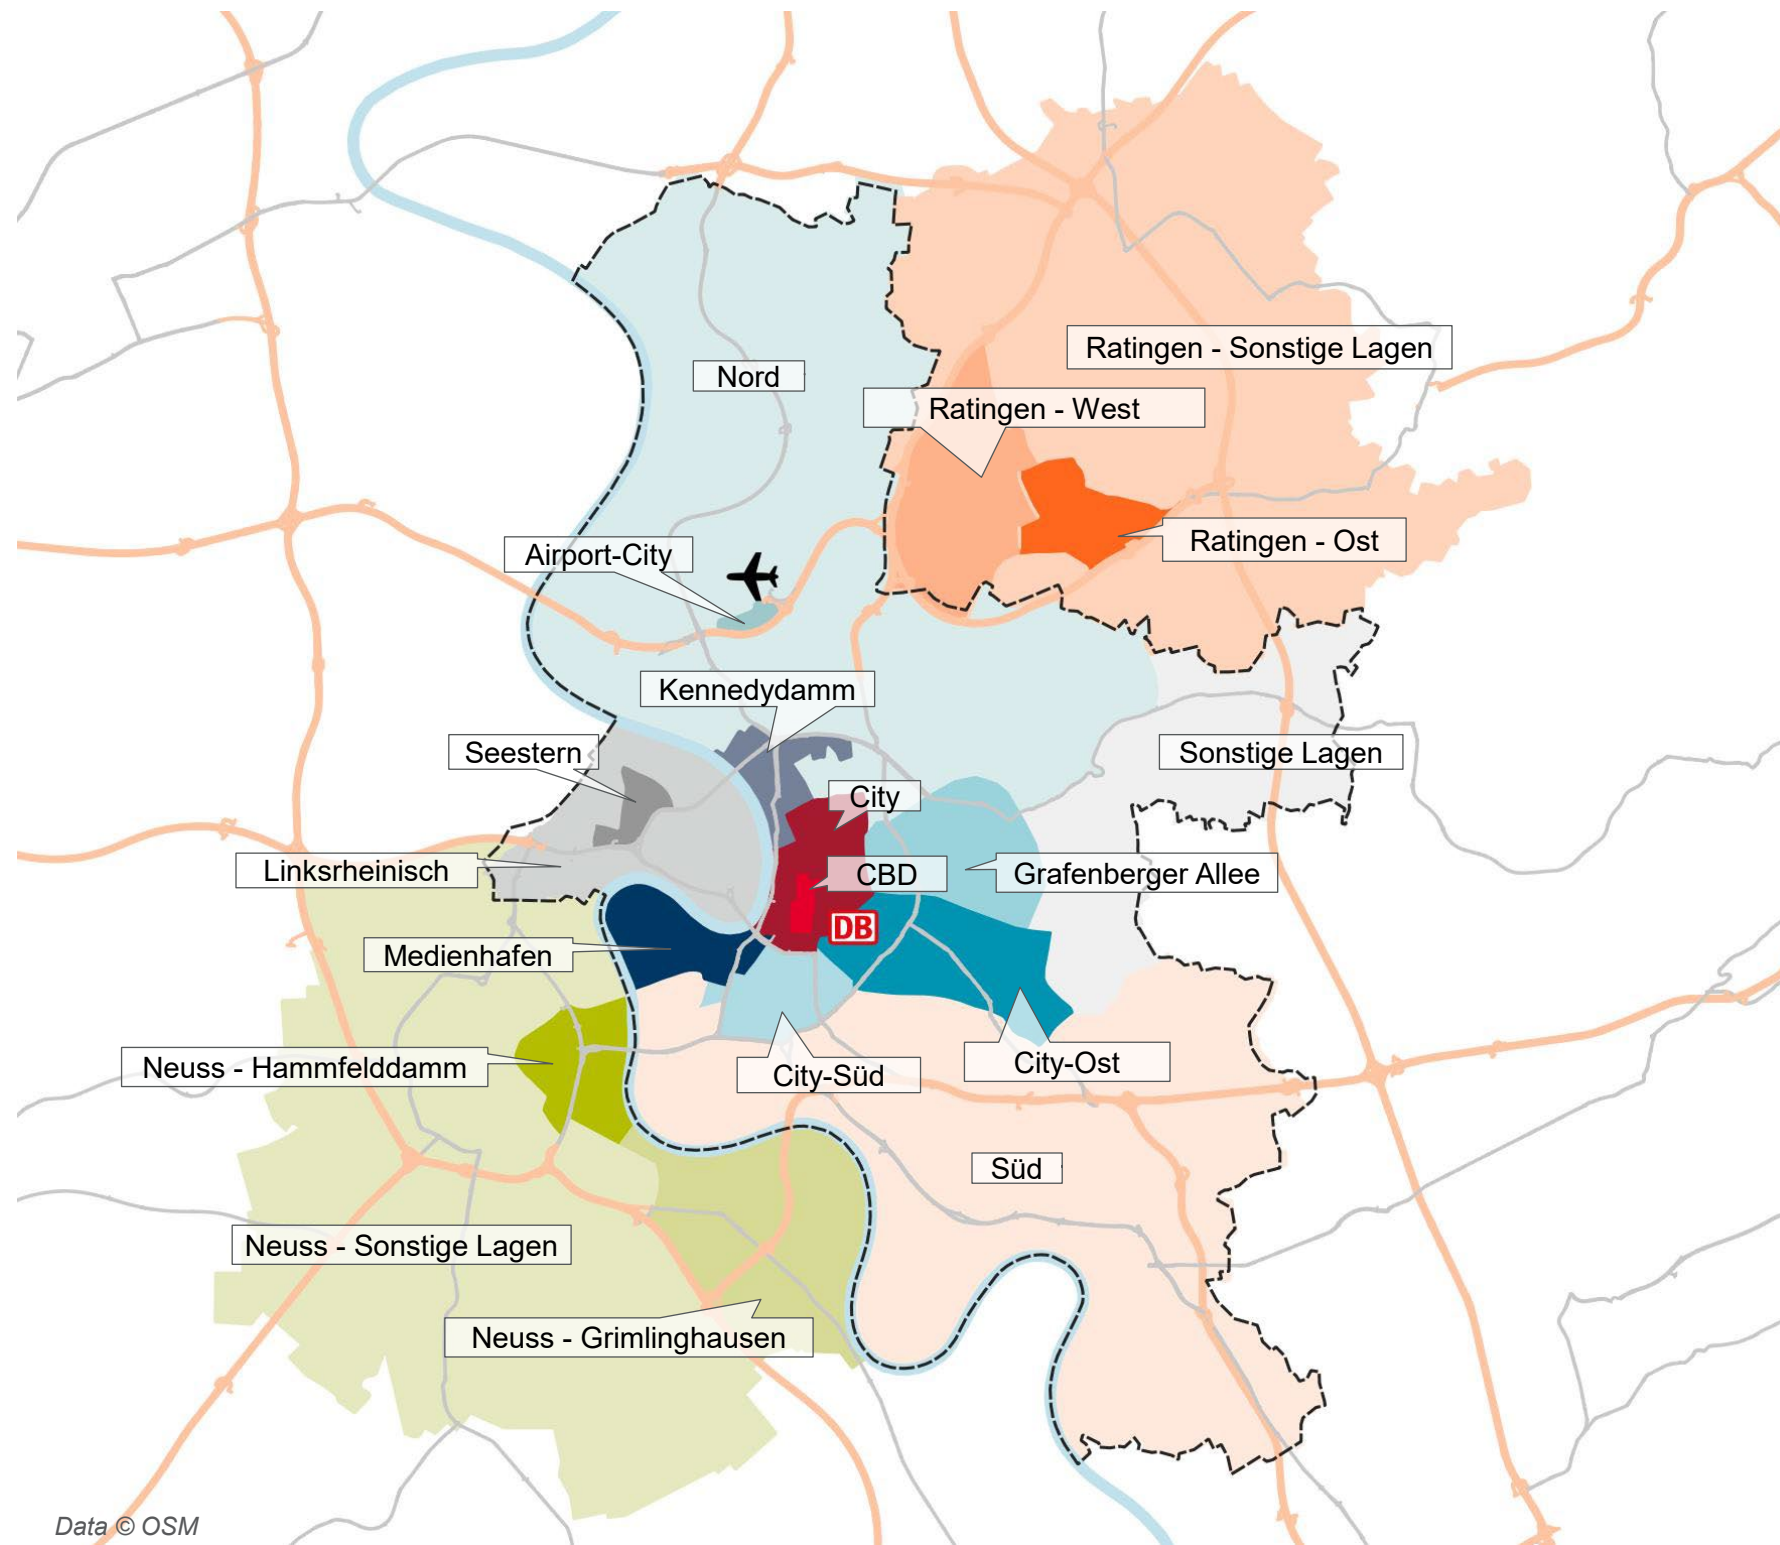 Ratingen - Sonstige Lagen
Nord
Ratingen - West
Ratingen - Ost
Airport-City
Kennedydamm
Seestern
Sonstige Lagen
City
Linksrheinisch
CBD
Grafenberger Allee
DB
Medienhafen
Neuss - Hammfelddamm
City-Süd
City-Ost
Süd
Neuss - Sonstige Lagen
Neuss - Grimlinghausen
Data © OSM